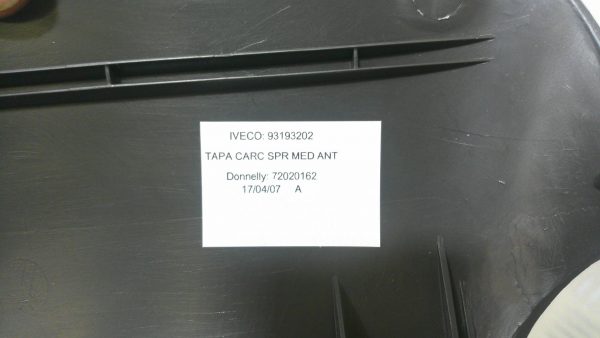 IVECO: 93193202
TAPA CARC SPR MED ANT
Donnelly: 72020162
17/04/07 A